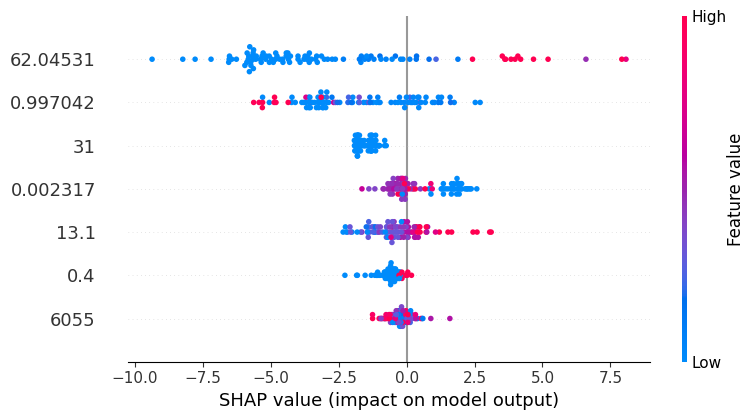 High
62.04531
0.997042
31
0.002317
13.1
0.4
6055
Feature value
Low
−10.0 −7.5 −5.0 −2.5 0.0 2.5 5.0 7.5
SHAP value (impact on model output)